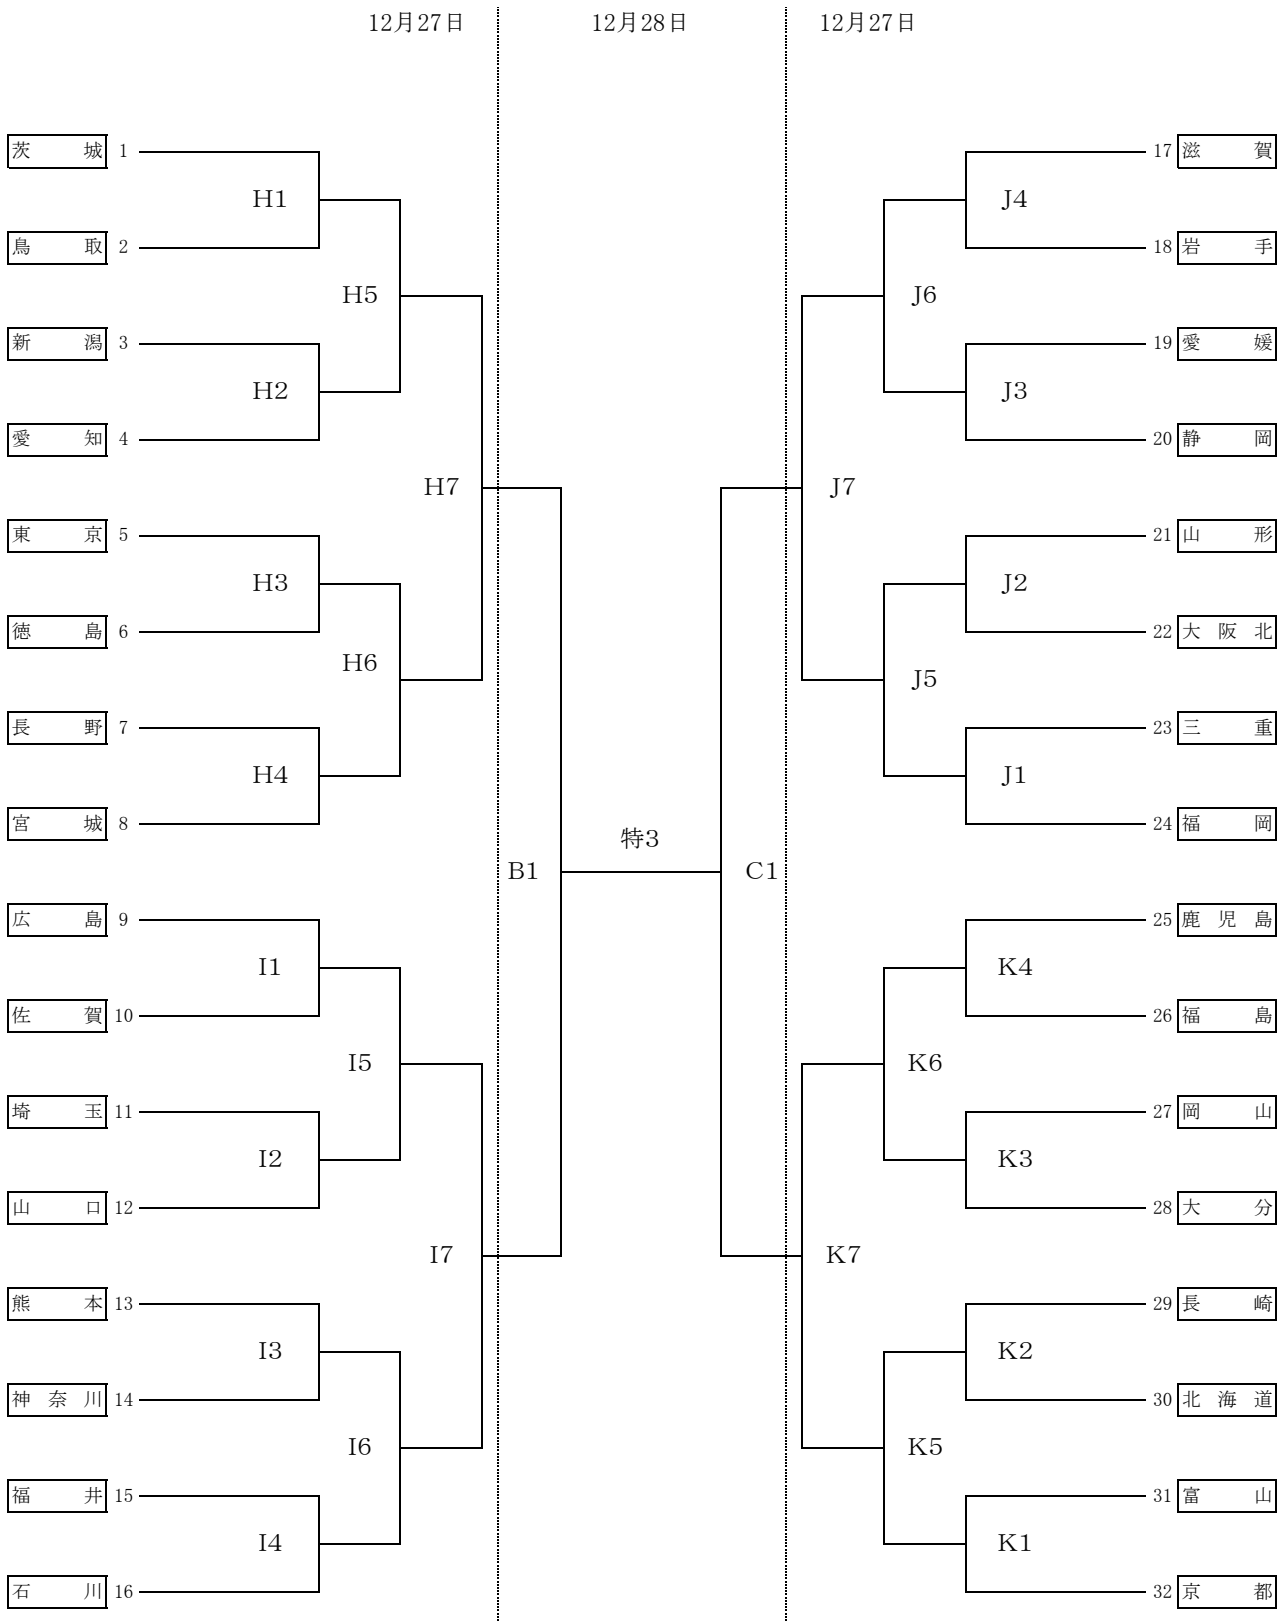 12月27日 12月28日 12月27日
茨城 1 17 滋賀
H1 J4
鳥取 2 18 岩手
H5 J6
新潟 3 19 愛媛
H2 J3
愛知 4 20 静岡
H7 J7
東京 5 21 山形
H3 J2
徳島 6 22 大阪北
H6 J5
長野 7 23 三重
H4 J1
宮城 8 24 福岡
特3
B1 C1
広島 9 25 鹿児島
I1 K4
佐賀 10 26 福島
I5 K6
埼玉 11 27 岡山
I2 K3
山口 12 28 大分
I7 K7
熊本 13 29 長崎
I3 K2
神奈川 14 30 北海道
I6 K5
福井 15 31 富山
I4 K1
石川 16 32 京都